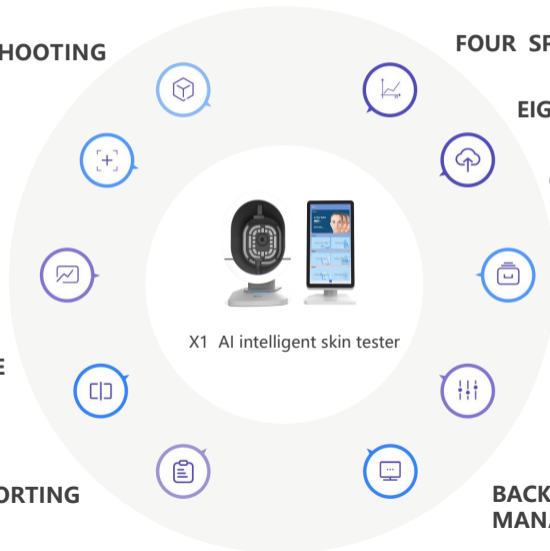 HOOTING
FOUR SP
EIG
X1 AI intelligent skin tester
E
ORTING
BACK
MANA